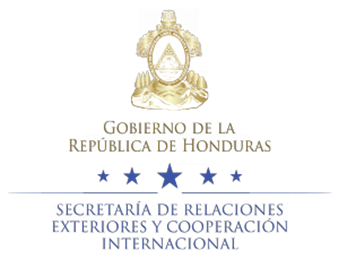 GOBIERNO DE LA
REPÚBLICA DE HONDURAS
SECRETARÍA DE RELACIONES
EXTERIORES Y COOPERACIÓN
INTERNACIONAL